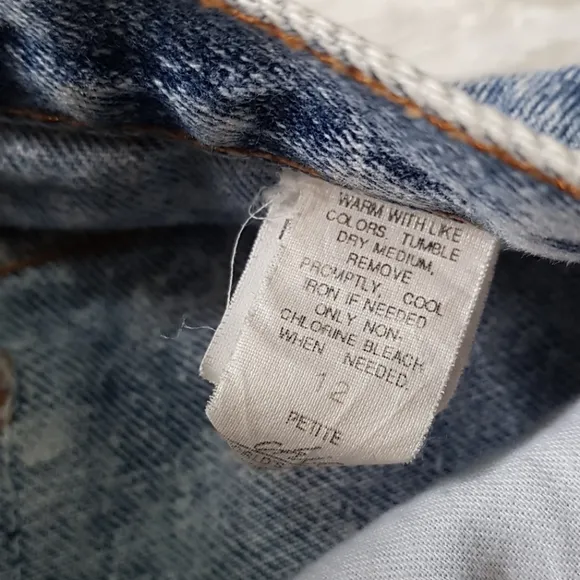 WARM WITH LIKE
COLORS. TUMBLE
DRY MEDIUM,
REMOVE
PROMPTLY, COOL
IRON IF NEEDED
ONLY NON-
CHLORINE BLEACH
WHEN NEEDED.
12
PETITE